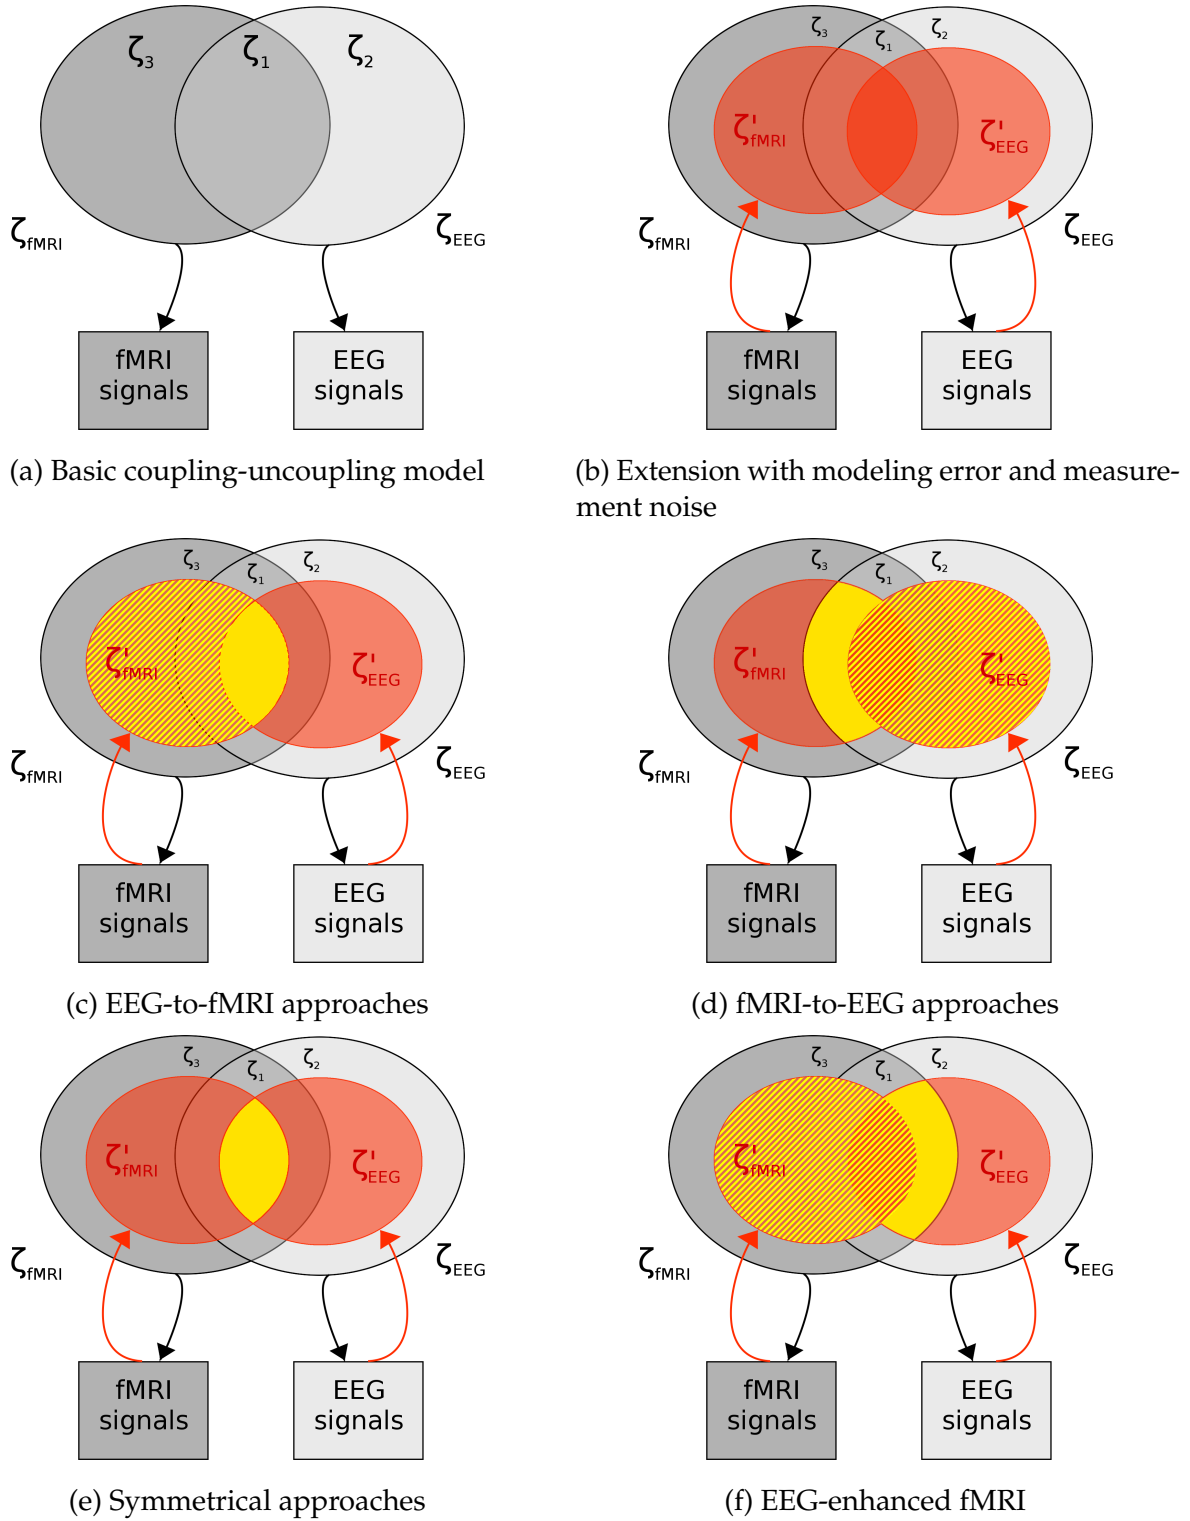 ζ3 ζ1 ζ2
ζfMRI ζEEG
fMRI
signals
EEG
signals
(a) Basic coupling-uncoupling model
ζ3 ζ1 ζ2
ζ'fMRI ζ'EEG
ζfMRI ζEEG
fMRI
signals
EEG
signals
(b) Extension with modeling error and measure-
ment noise
ζ3 ζ1 ζ2
ζ'fMRI ζ'EEG
ζfMRI ζEEG
fMRI
signals
EEG
signals
(c) EEG-to-fMRI approaches
ζ3 ζ1 ζ2
ζ'fMRI ζ'EEG
ζfMRI ζEEG
fMRI
signals
EEG
signals
(d) fMRI-to-EEG approaches
ζ3 ζ1 ζ2
ζ'fMRI ζ'EEG
ζfMRI ζEEG
fMRI
signals
EEG
signals
(e) Symmetrical approaches
ζ3 ζ1 ζ2
ζ'fMRI ζ'EEG
ζfMRI ζEEG
fMRI
signals
EEG
signals
(f) EEG-enhanced fMRI